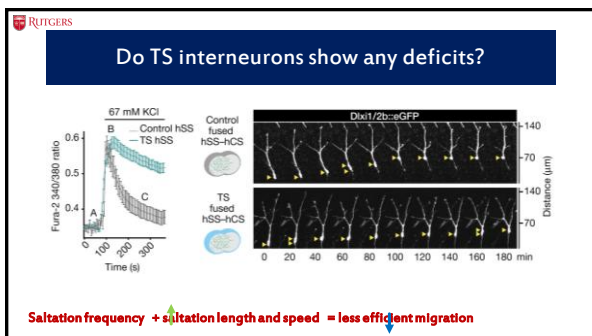 RUTGERS
Do TS interneurons show any deficits?
67 mM KCl
B
Control hSS
TS hSS
0.6
0.5
0.4
Fura-2 340/380 ratio
A
C
0 100 200 300
Time (s)
Control
fused
hSS–hCS
TS
fused
hSS–hCS
Dlxi1/2b::eGFP
140
70
0
140
70
Distance (µm)
0 20 40 60 80 100 120 140 160 180 min
Saltation frequency + saltation length and speed = less efficient migration